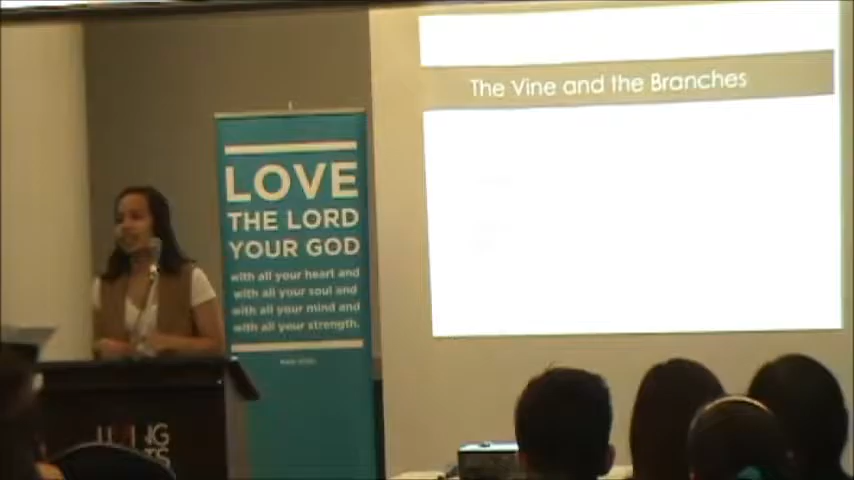 The Vine and the Branches
LOVE
THE LORD
YOUR GOD
with all your heart and
with all your soul and
with all your mind and
with all your strength.